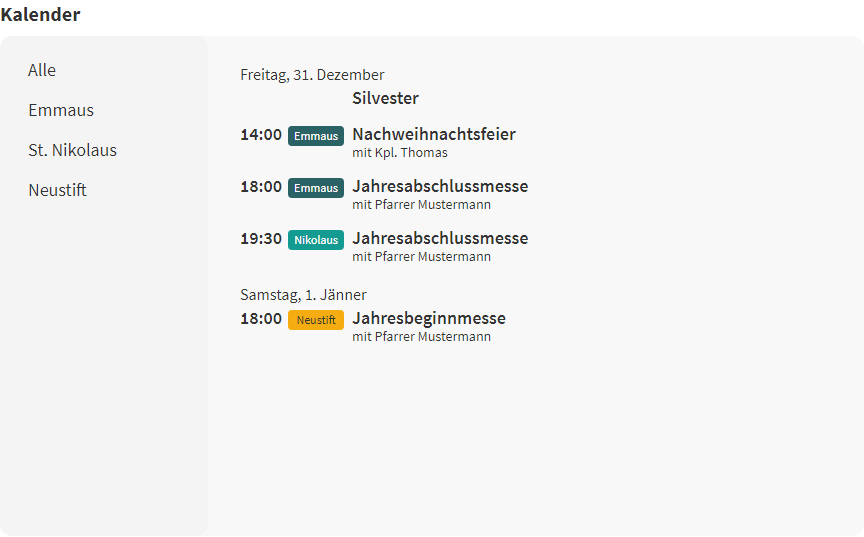 Kalender
Alle
Emmaus
St. Nikolaus
Neustift
Freitag, 31. Dezember
Silvester
14:00 Emmaus Nachweihnachtsfeier
mit Kpl. Thomas
18:00 Emmaus Jahresabschlussmesse
mit Pfarrer Mustermann
19:30 Nikolaus Jahresabschlussmesse
mit Pfarrer Mustermann
Samstag, 1. Jänner
18:00 Neustift Jahresbeginnmesse
mit Pfarrer Mustermann